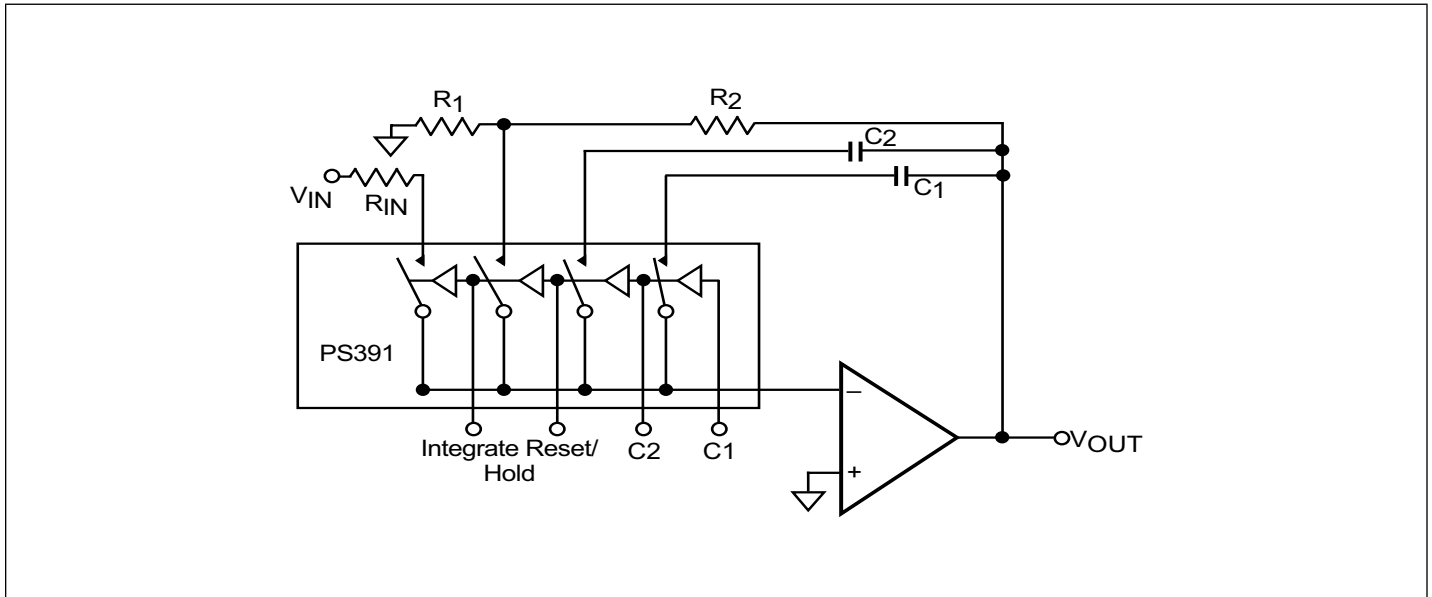 R1
R2
C2
C1
VIN
RIN
PS391
–
+
Integrate Reset/
Hold
C2
C1
VOUT